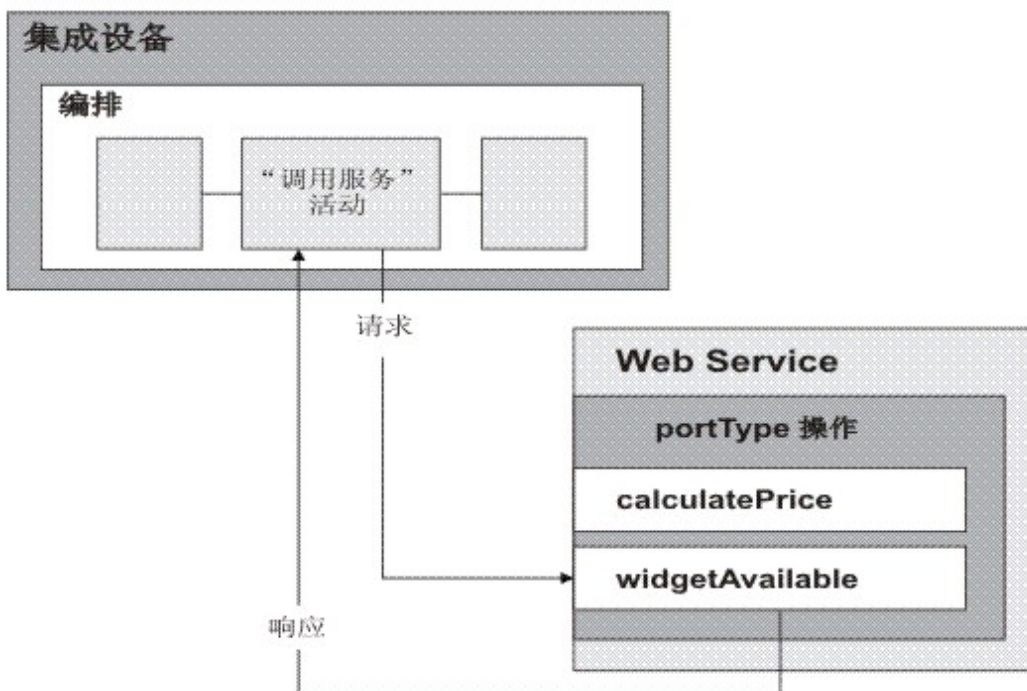 集成设备
编排
“调用服务”
活动
请求
Web Service
portType 操作
calculatePrice
widgetAvailable
响应